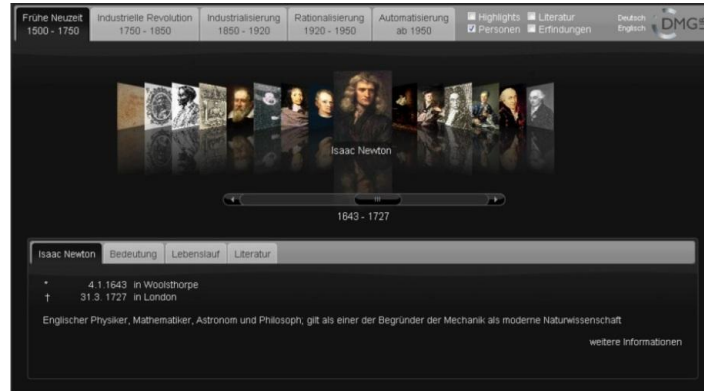 Frühe Neuzeit
1500 - 1750
Industrielle Revolution
1750 - 1850
Industrialisierung
1850 - 1920
Rationalisierung
1920 - 1950
Automatisierung
ab 1950
Highlights
Literatur
Personen
Erfindungen
Deutsch
Englisch
DMG
Isaac Newton
1643 - 1727
Isaac Newton
Bedeutung
Lebenslauf
Literatur
* 4.1.1643 in Woolsthorpe
† 31.3. 1727 in London
Englischer Physiker, Mathematiker, Astronom und Philosoph; gilt als einer der Begründer der Mechanik als moderne Naturwissenschaft
weitere Informationen